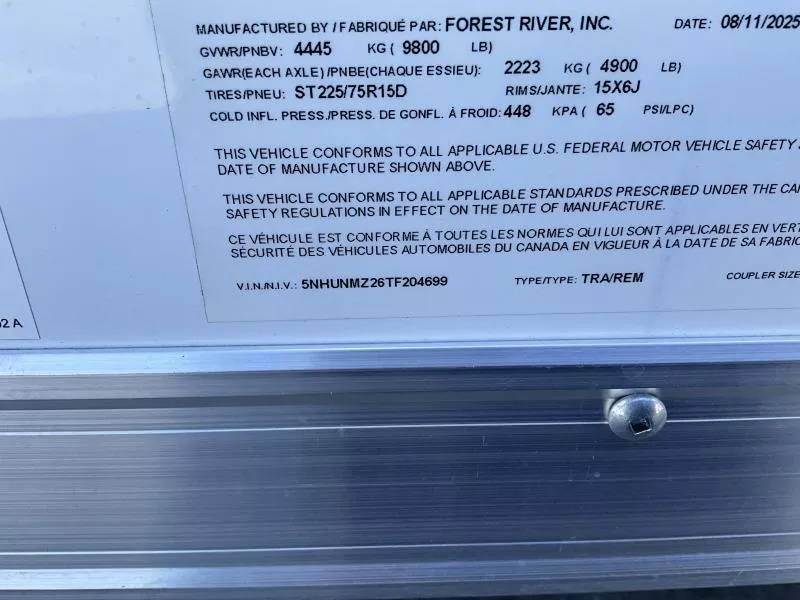 MANUFACTURED BY / FABRIQUÉ PAR: FOREST RIVER, INC. DATE: 08/11/2025
GVWR/PNBV: 4445 KG ( 9800 LB)
GAWR(EACH AXLE) /PNBE(CHAQUE ESSIEU): 2223 KG ( 4900 LB)
TIRES/PNEU: ST225/75R15D RIMS/JANTE: 15X6J
COLD INFL. PRESS./PRESS. DE GONFL. À FROID: 448 KPA ( 65 PSI/LPC)
THIS VEHICLE CONFORMS TO ALL APPLICABLE U.S. FEDERAL MOTOR VEHICLE SAFETY
DATE OF MANUFACTURE SHOWN ABOVE.
THIS VEHICLE CONFORMS TO ALL APPLICABLE STANDARDS PRESCRIBED UNDER THE CA
SAFETY REGULATIONS IN EFFECT ON THE DATE OF MANUFACTURE.
CE VÉHICULE EST CONFORME À TOUTES LES NORMES QUI LUI SONT APPLICABLES EN VERT
SÉCURITÉ DES VÉHICULES AUTOMOBILES DU CANADA EN VIGUEUR À LA DATE DE SA FABRIC
V.I.N./N.I.V.: 5NHUNMZ26TF204699 TYPE/TYPE: TRA/REM COUPLER SIZE
02 A